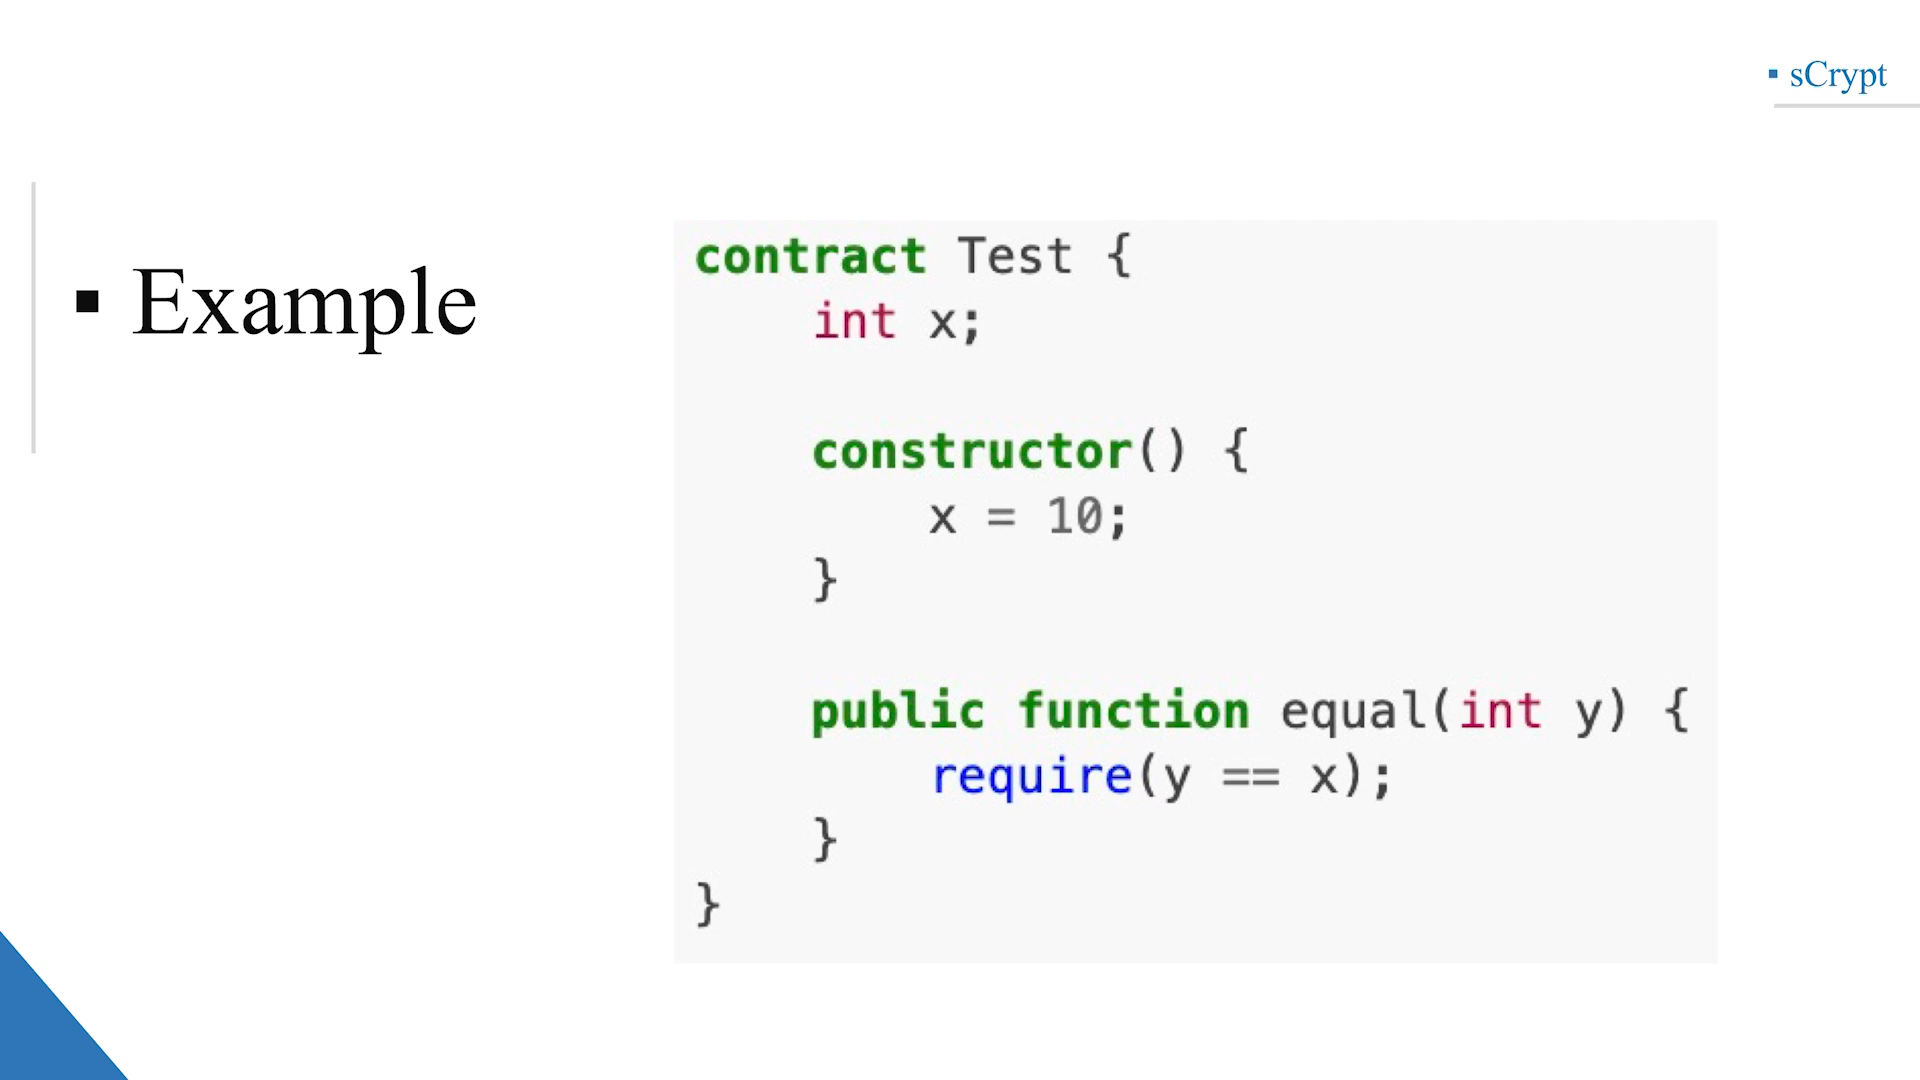 ▪ sCrypt
▪ Example
contract Test {
    int x;

    constructor() {
        x = 10;
    }

    public function equal(int y) {
        require(y == x);
    }
}